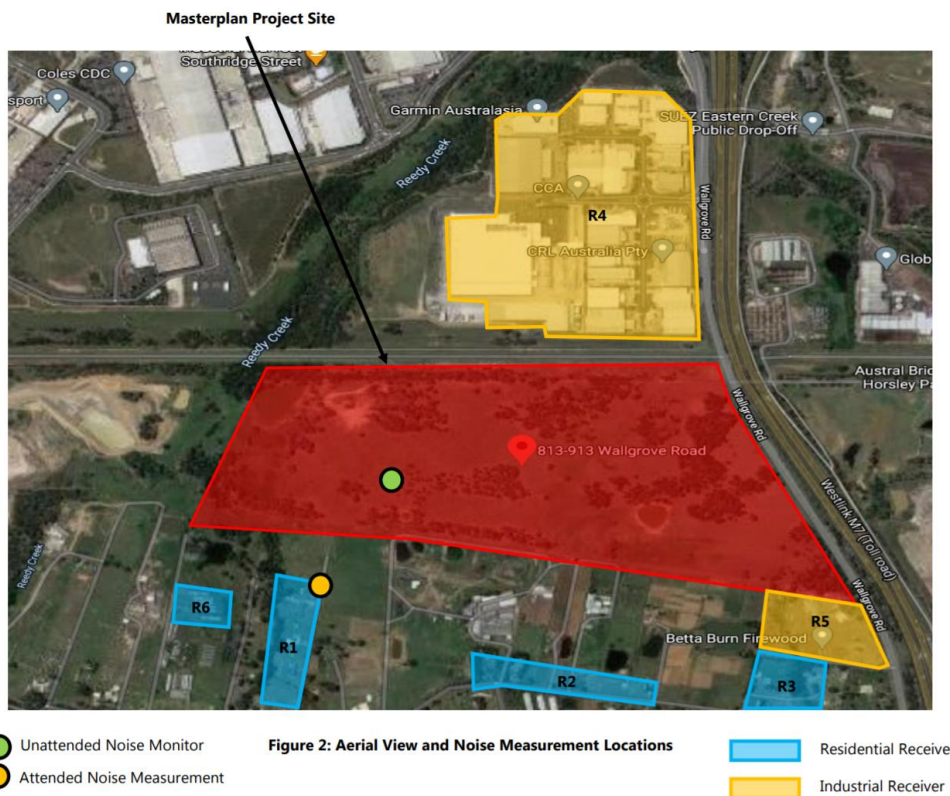 Masterplan Project Site
Southridge Street
Coles CDC
sport
Garmin Australasia
SUEZ Eastern Creek
Public Drop-Off
Reedy Creek
CCA
R4
Wallgrove Rd
CRL Australia Pty
Glob
Reedy Creek
Austral Bric
Horsley Pa
Wallgrove Rd
813-913 Wallgrove Road
Westlink M7 (Toll road)
Reedy Creek
Wallgrove Rd
R6
R5
R1
Betta Burn Firewood
R2
R3
Unattended Noise Monitor
Figure 2: Aerial View and Noise Measurement Locations
Residential Receive
Attended Noise Measurement
Industrial Receiver